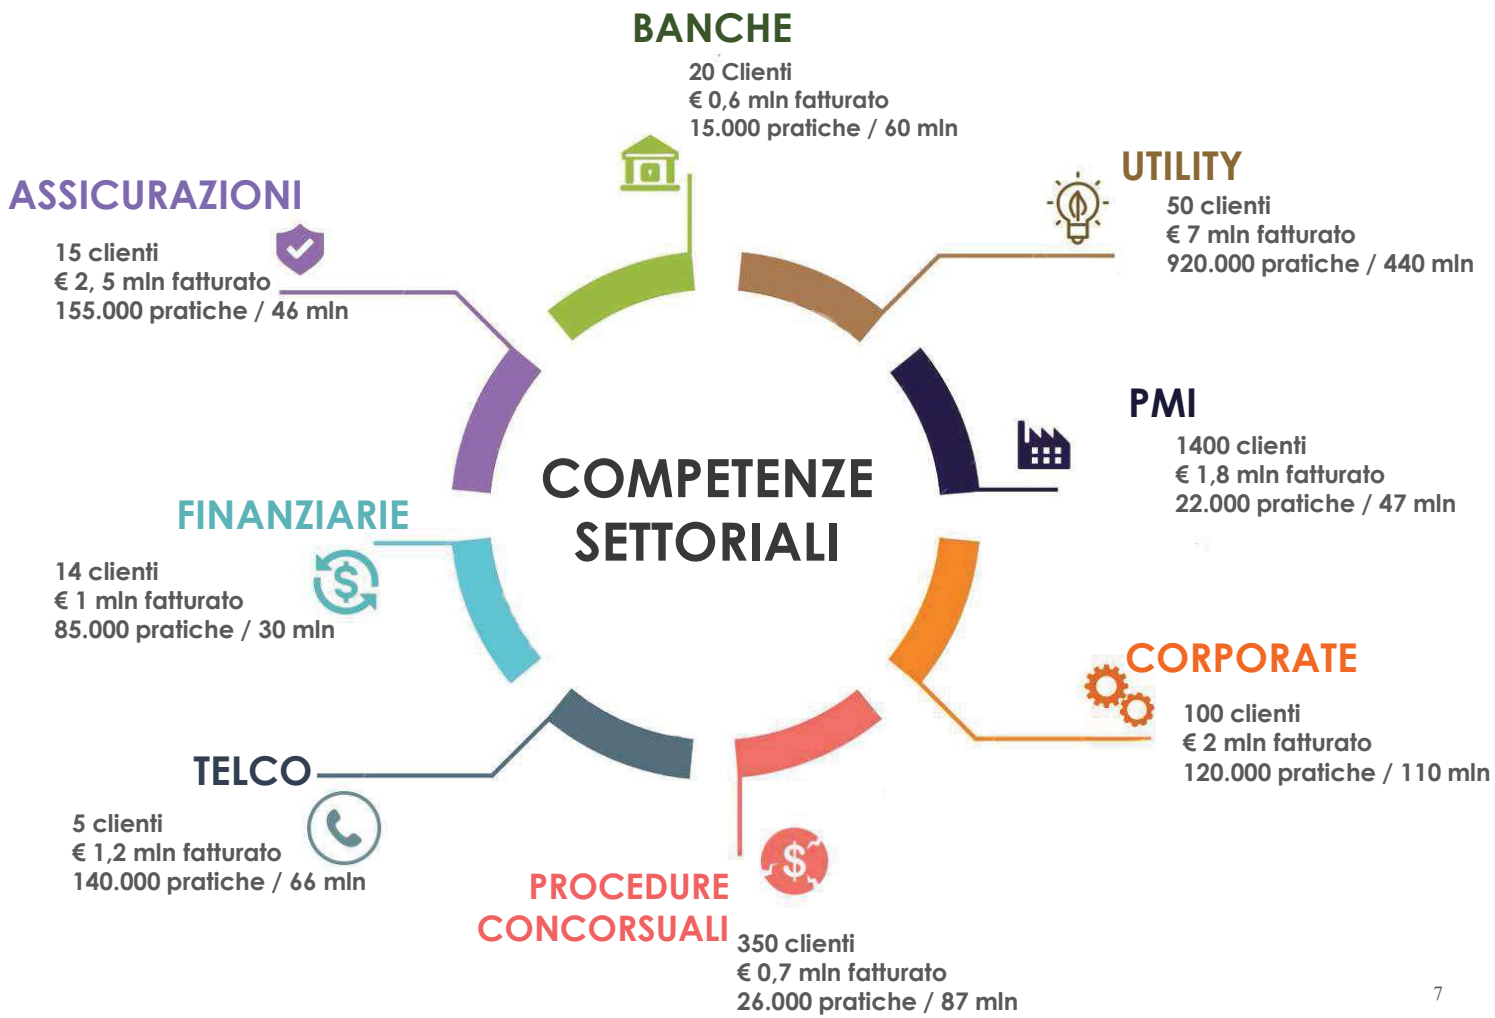 BANCHE
20 Clienti
€ 0,6 mln fatturato
15.000 pratiche / 60 mln
UTILITY
50 clienti
€ 7 mln fatturato
920.000 pratiche / 440 mln
ASSICURAZIONI
15 clienti
€ 2, 5 mln fatturato
155.000 pratiche / 46 mln
PMI
1400 clienti
€ 1,8 mln fatturato
22.000 pratiche / 47 mln
COMPETENZE
SETTORIALI
FINANZIARIE
14 clienti
€ 1 mln fatturato
85.000 pratiche / 30 mln
CORPORATE
100 clienti
€ 2 mln fatturato
120.000 pratiche / 110 mln
TELCO
5 clienti
€ 1,2 mln fatturato
140.000 pratiche / 66 mln
PROCEDURE
CONCORSUALI
350 clienti
€ 0,7 mln fatturato
26.000 pratiche / 87 mln
7